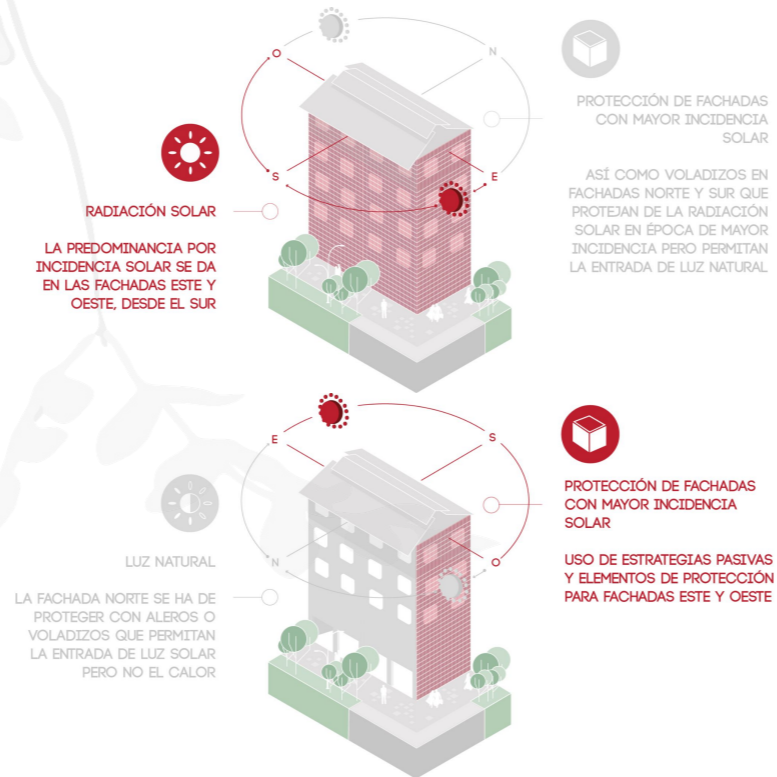 O
N
S
E
RADIACIÓN SOLAR
LA PREDOMINANCIA POR
INCIDENCIA SOLAR SE DA
EN LAS FACHADAS ESTE Y
OESTE, DESDE EL SUR
PROTECCIÓN DE FACHADAS
CON MAYOR INCIDENCIA
SOLAR
ASÍ COMO VOLADIZOS EN
FACHADAS NORTE Y SUR QUE
PROTEJAN DE LA RADIACIÓN
SOLAR EN ÉPOCA DE MAYOR
INCIDENCIA PERO PERMITAN
LA ENTRADA DE LUZ NATURAL
E
S
N
O
LUZ NATURAL
LA FACHADA NORTE SE HA DE
PROTEGER CON ALEROS O
VOLADIZOS QUE PERMITAN
LA ENTRADA DE LUZ SOLAR
PERO NO EL CALOR
PROTECCIÓN DE FACHADAS
CON MAYOR INCIDENCIA
SOLAR
USO DE ESTRATEGIAS PASIVAS
Y ELEMENTOS DE PROTECCIÓN
PARA FACHADAS ESTE Y OESTE